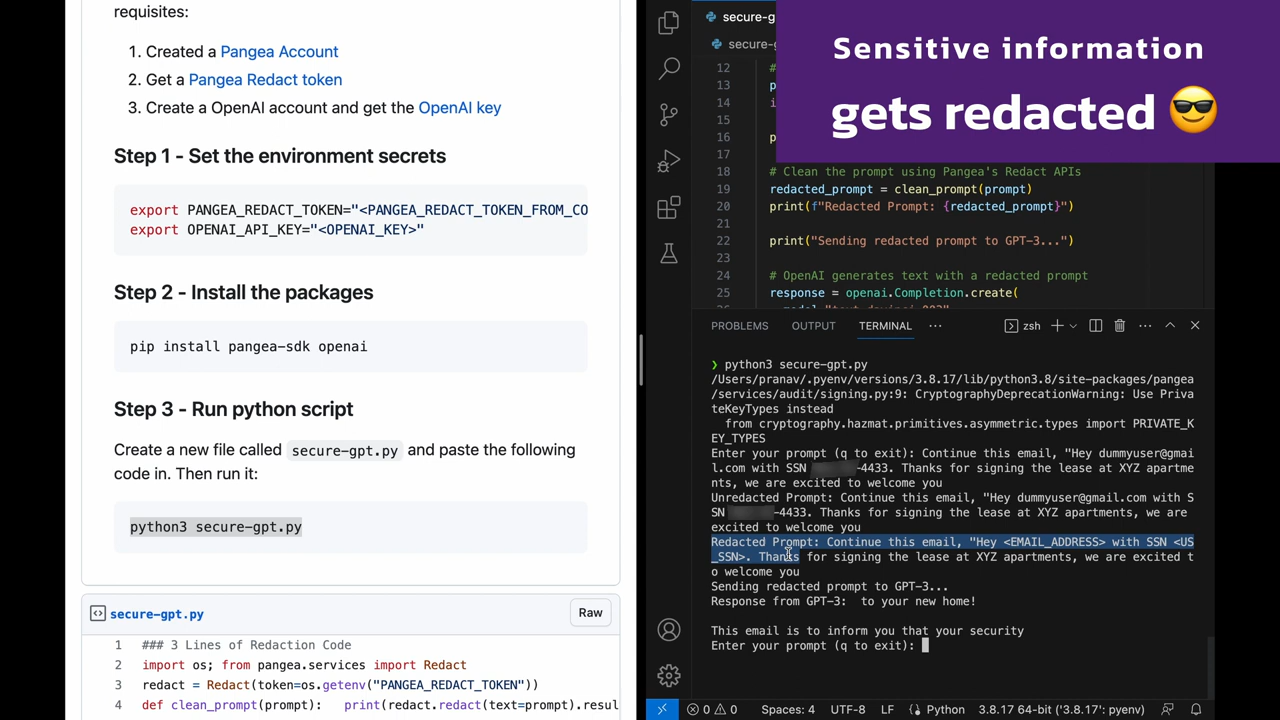 requisites:
1. Created a Pangea Account
2. Get a Pangea Redact token
3. Create a OpenAI account and get the OpenAI key
Step 1 - Set the environment secrets
export PANGEA_REDACT_TOKEN="<PANGEA_REDACT_TOKEN_FROM_CO
export OPENAI_API_KEY="<OPENAI_KEY>"
Step 2 - Install the packages
pip install pangea-sdk openai
Step 3 - Run python script
Create a new file called secure-gpt.py and paste the following
code in. Then run it:
python3 secure-gpt.py
secure-gpt.py
Raw
1 ### 3 Lines of Redaction Code
2 import os; from pangea.services import Redact
3 redact = Redact(token=os.getenv("PANGEA_REDACT_TOKEN"))
4 def clean_prompt(prompt): print(redact.redact(text=prompt).resul
secure-g
secure-g
Sensitive information
gets redacted 😎
12 #
13 p
14 i
15
16 p
17
18 # Clean the prompt using Pangea's Redact APIs
19 redacted_prompt = clean_prompt(prompt)
20 print(f"Redacted Prompt: {redacted_prompt}")
21
22 print("Sending redacted prompt to GPT-3...")
23
24 # OpenAI generates text with a redacted prompt
25 response = openai.Completion.create(
PROBLEMS OUTPUT TERMINAL ··· zsh
❯ python3 secure-gpt.py
/Users/pranav/.pyenv/versions/3.8.17/lib/python3.8/site-packages/pangea
/services/audit/signing.py:9: CryptographyDeprecationWarning: Use Priva
teKeyTypes instead
from cryptography.hazmat.primitives.asymmetric.types import PRIVATE_K
EY_TYPES
Enter your prompt (q to exit): Continue this email, "Hey dummyuser@gmai
l.com with SSN -4433. Thanks for signing the lease at XYZ apartme
nts, we are excited to welcome you
Unredacted Prompt: Continue this email, "Hey dummyuser@gmail.com with S
SN -4433. Thanks for signing the lease at XYZ apartments, we are
excited to welcome you
Redacted Prompt: Continue this email, "Hey <EMAIL_ADDRESS> with SSN <US
_SSN>. Thanks for signing the lease at XYZ apartments, we are excited t
o welcome you
Sending redacted prompt to GPT-3...
Response from GPT-3: to your new home!
This email is to inform you that your security
Enter your prompt (q to exit):
0 0 Spaces: 4 UTF-8 LF Python 3.8.17 ('3.8.17': pyenv)